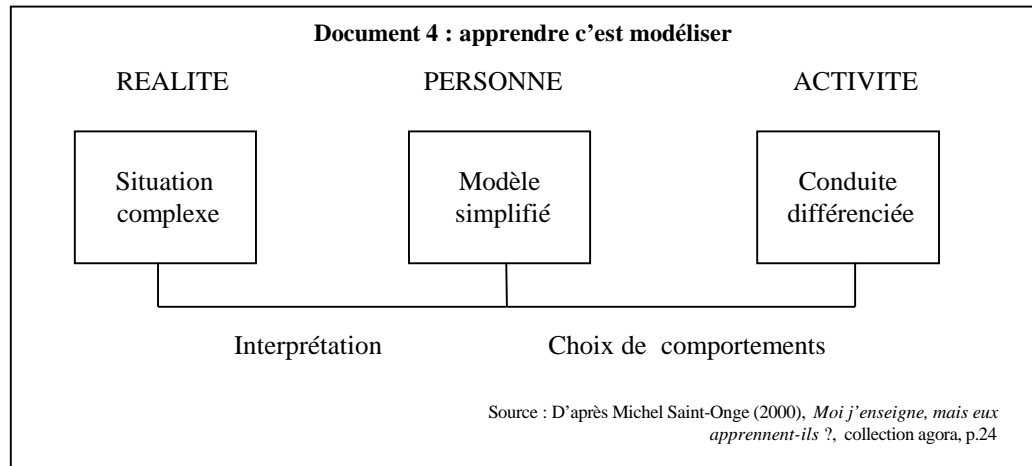 Document 4 : apprendre c'est modéliser
REALITE PERSONNE ACTIVITE
Situation complexe
Modèle simplifié
Conduite différenciée
Interprétation Choix de comportements
Source : D'après Michel Saint-Onge (2000), Moi j'enseigne, mais eux
apprennent-ils ?, collection agora, p.24